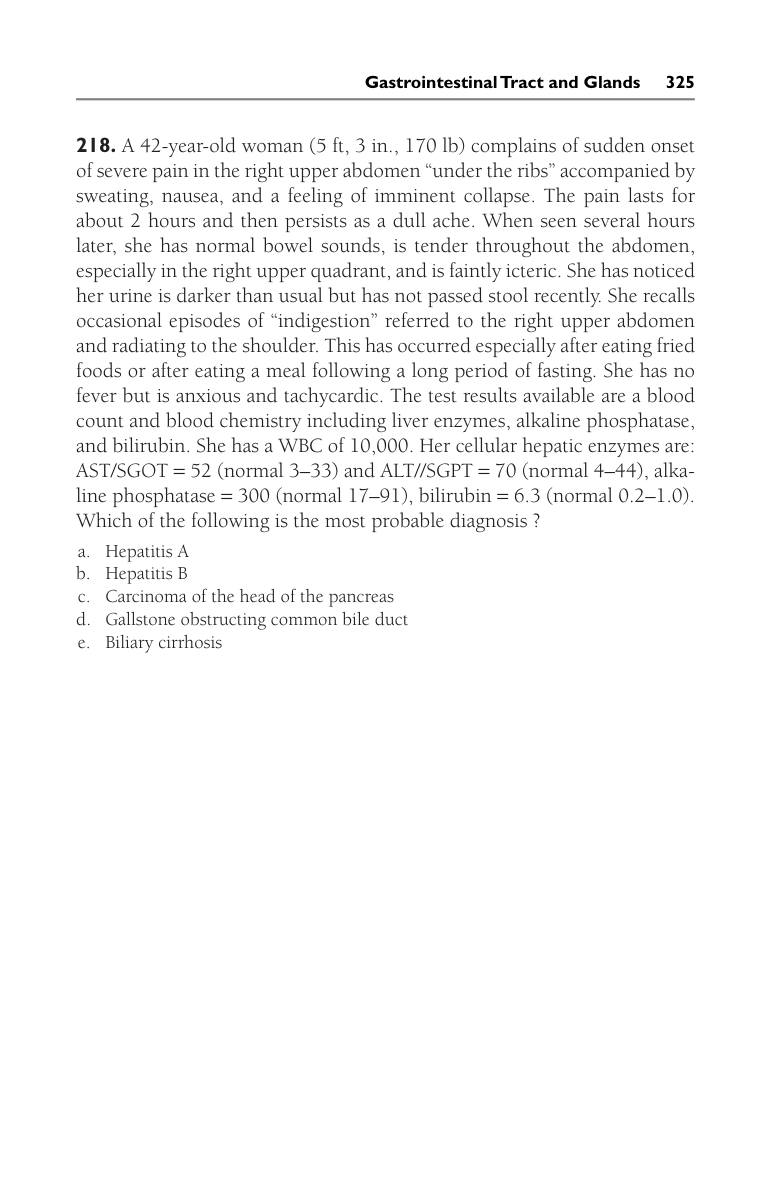 Gastrointestinal Tract and Glands 325
218. A 42-year-old woman (5 ft, 3 in., 170 lb) complains of sudden onset
of severe pain in the right upper abdomen “under the ribs” accompanied by
sweating, nausea, and a feeling of imminent collapse. The pain lasts for
about 2 hours and then persists as a dull ache. When seen several hours
later, she has normal bowel sounds, is tender throughout the abdomen,
especially in the right upper quadrant, and is faintly icteric. She has noticed
her urine is darker than usual but has not passed stool recently. She recalls
occasional episodes of “indigestion” referred to the right upper abdomen
and radiating to the shoulder. This has occurred especially after eating fried
foods or after eating a meal following a long period of fasting. She has no
fever but is anxious and tachycardic. The test results available are a blood
count and blood chemistry including liver enzymes, alkaline phosphatase,
and bilirubin. She has a WBC of 10,000. Her cellular hepatic enzymes are:
AST/SGOT = 52 (normal 3–33) and ALT//SGPT = 70 (normal 4–44), alka-
line phosphatase = 300 (normal 17–91), bilirubin = 6.3 (normal 0.2–1.0).
Which of the following is the most probable diagnosis ?
a. Hepatitis A
b. Hepatitis B
c. Carcinoma of the head of the pancreas
d. Gallstone obstructing common bile duct
e. Biliary cirrhosis